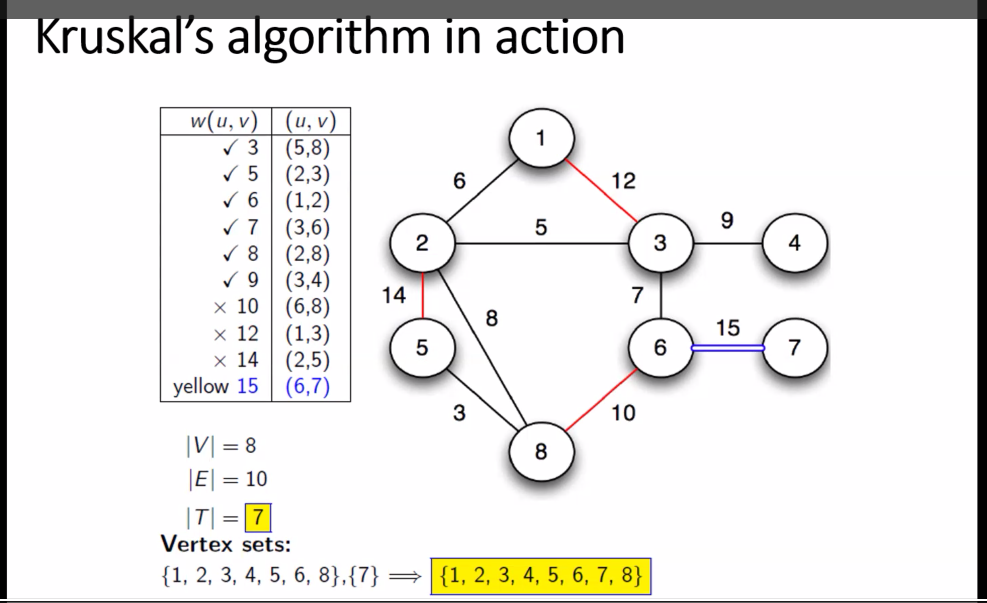 Kruskal's algorithm in action
w(u, v) (u, v)
✓ 3 (5,8)
✓ 5 (2,3)
✓ 6 (1,2)
✓ 7 (3,6)
✓ 8 (2,8)
✓ 9 (3,4)
× 10 (6,8)
× 12 (1,3)
× 14 (2,5)
yellow 15 (6,7)
|V| = 8
|E| = 10
|T| = 7
Vertex sets:
{1, 2, 3, 4, 5, 6, 8},{7} ⟹ {1, 2, 3, 4, 5, 6, 7, 8}
1
6 12
5 9
2 3 4
14 8 7 15
5 6 7
3 10
8